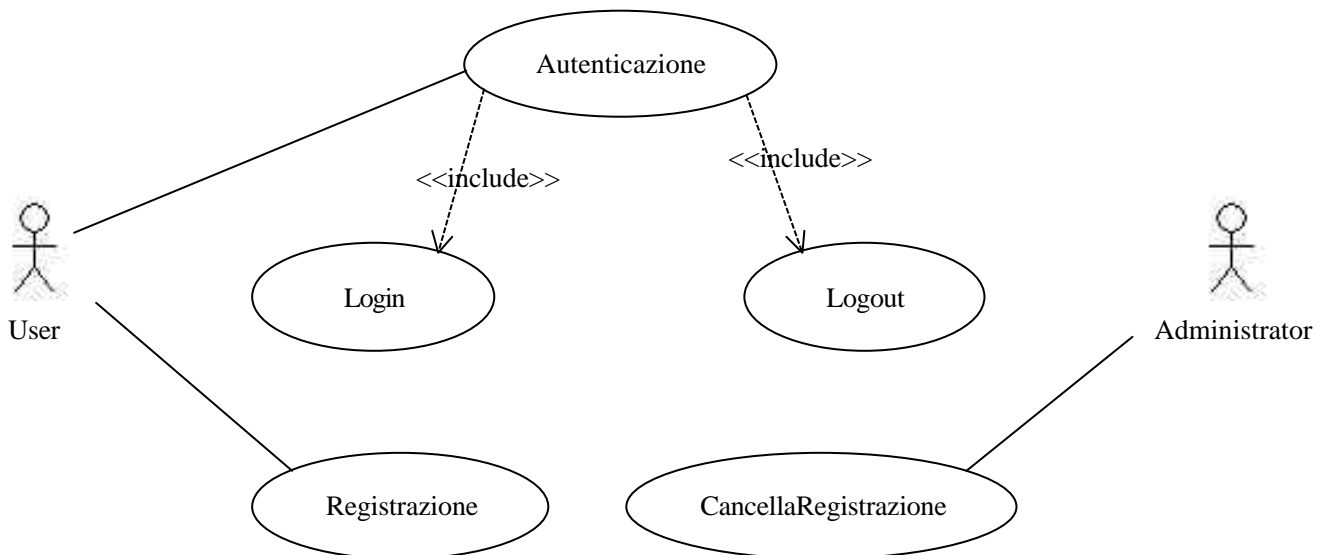 Autenticazione
<<include>>
<<include>>
Login
Logout
User
Administrator
Registrazione
CancellaRegistrazione